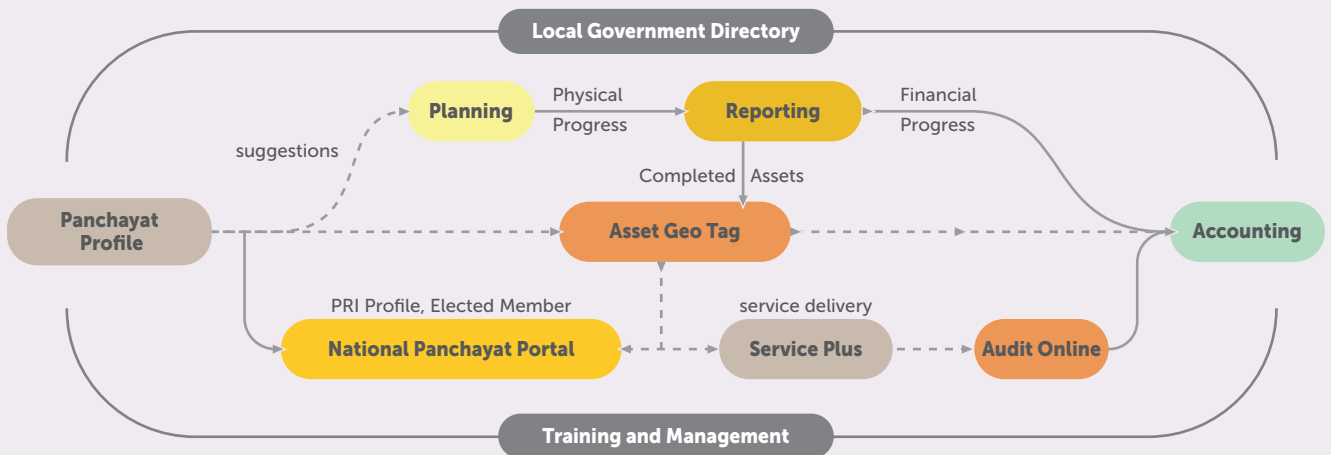 Local Government Directory
Planning
Physical
Progress
Reporting
Financial
Progress
suggestions
Completed Assets
Panchayat
Profile
Asset Geo Tag
Accounting
PRI Profile, Elected Member
service delivery
National Panchayat Portal
Service Plus
Audit Online
Training and Management